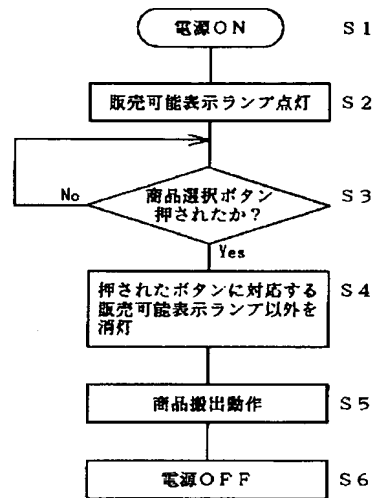 電源ON S1
販売可能表示ランプ点灯 S2
No 商品選択ボタン S3
押されたか?
Yes
押されたボタンに対応する S4
販売可能表示ランプ以外を
消灯
商品搬出動作 S5
電源OFF S6